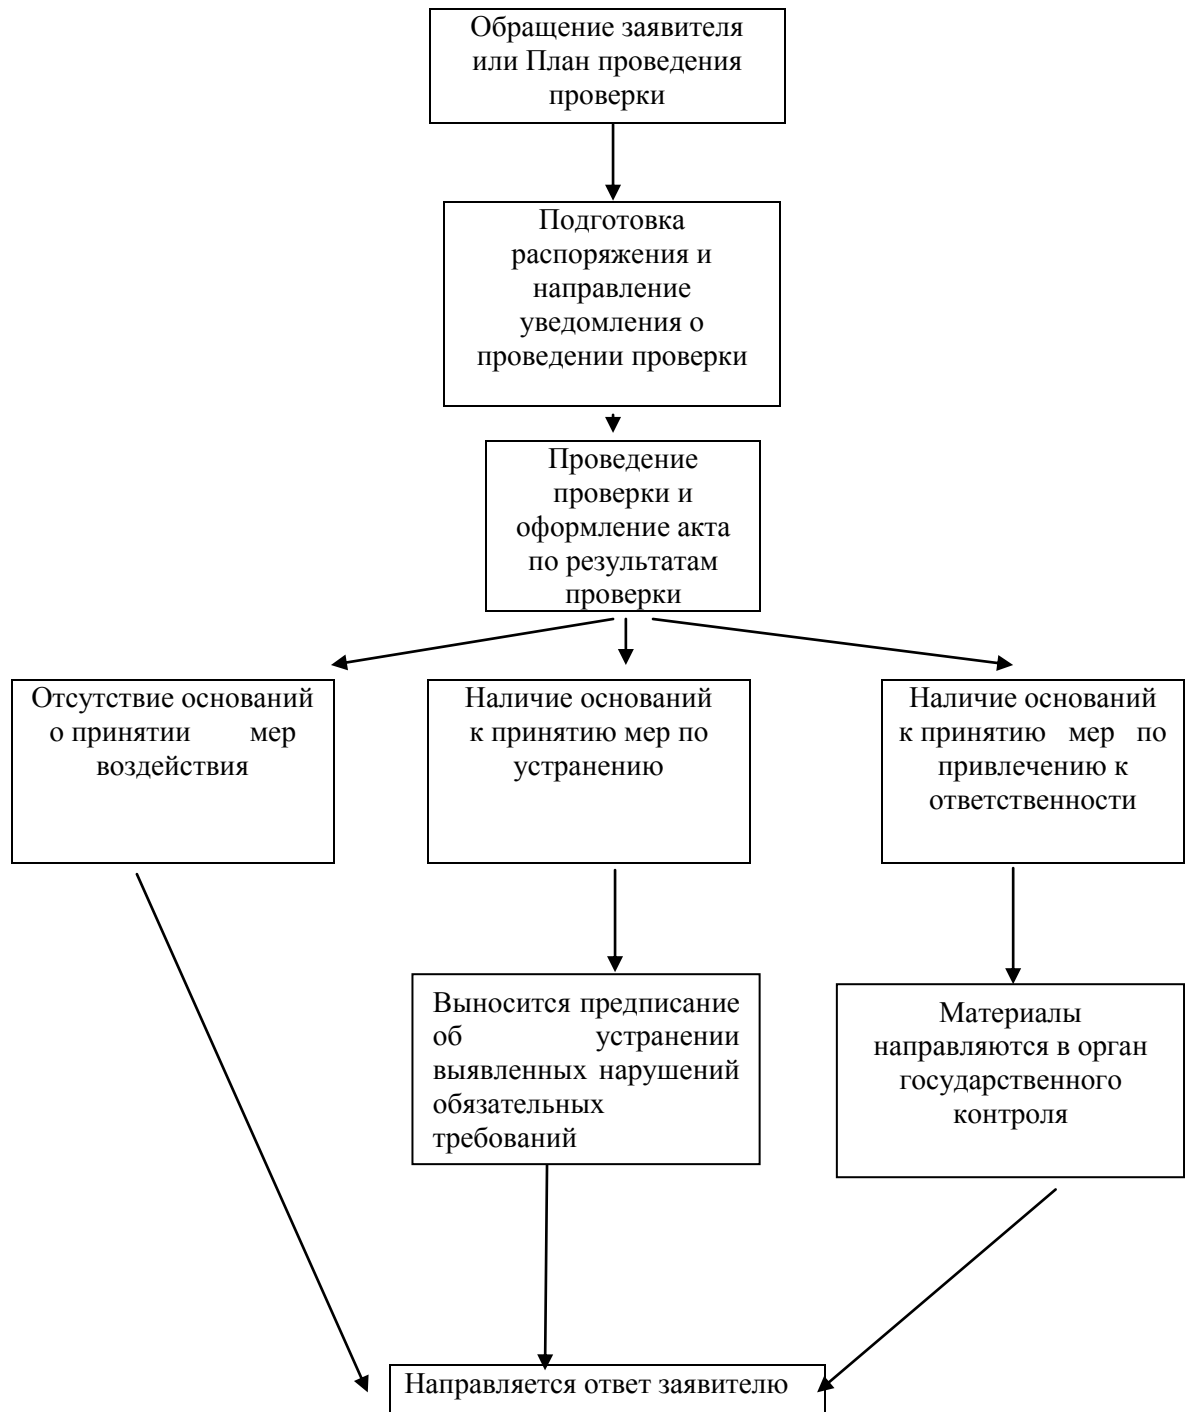 Обращение заявителя
или План проведения
проверки
Подготовка
распоряжения и
направление
уведомления о
проведении проверки
Проведение
проверки и
оформление акта
по результатам
проверки
Отсутствие оснований
о принятии мер
воздействия
Наличие оснований
к принятию мер по
устранению
Наличие оснований
к принятию мер по
привлечению к
ответственности
Выносится предписание
об устранении
выявленных нарушений
обязательных
требований
Материалы
направляются в орган
государственного
контроля
Направляется ответ заявителю